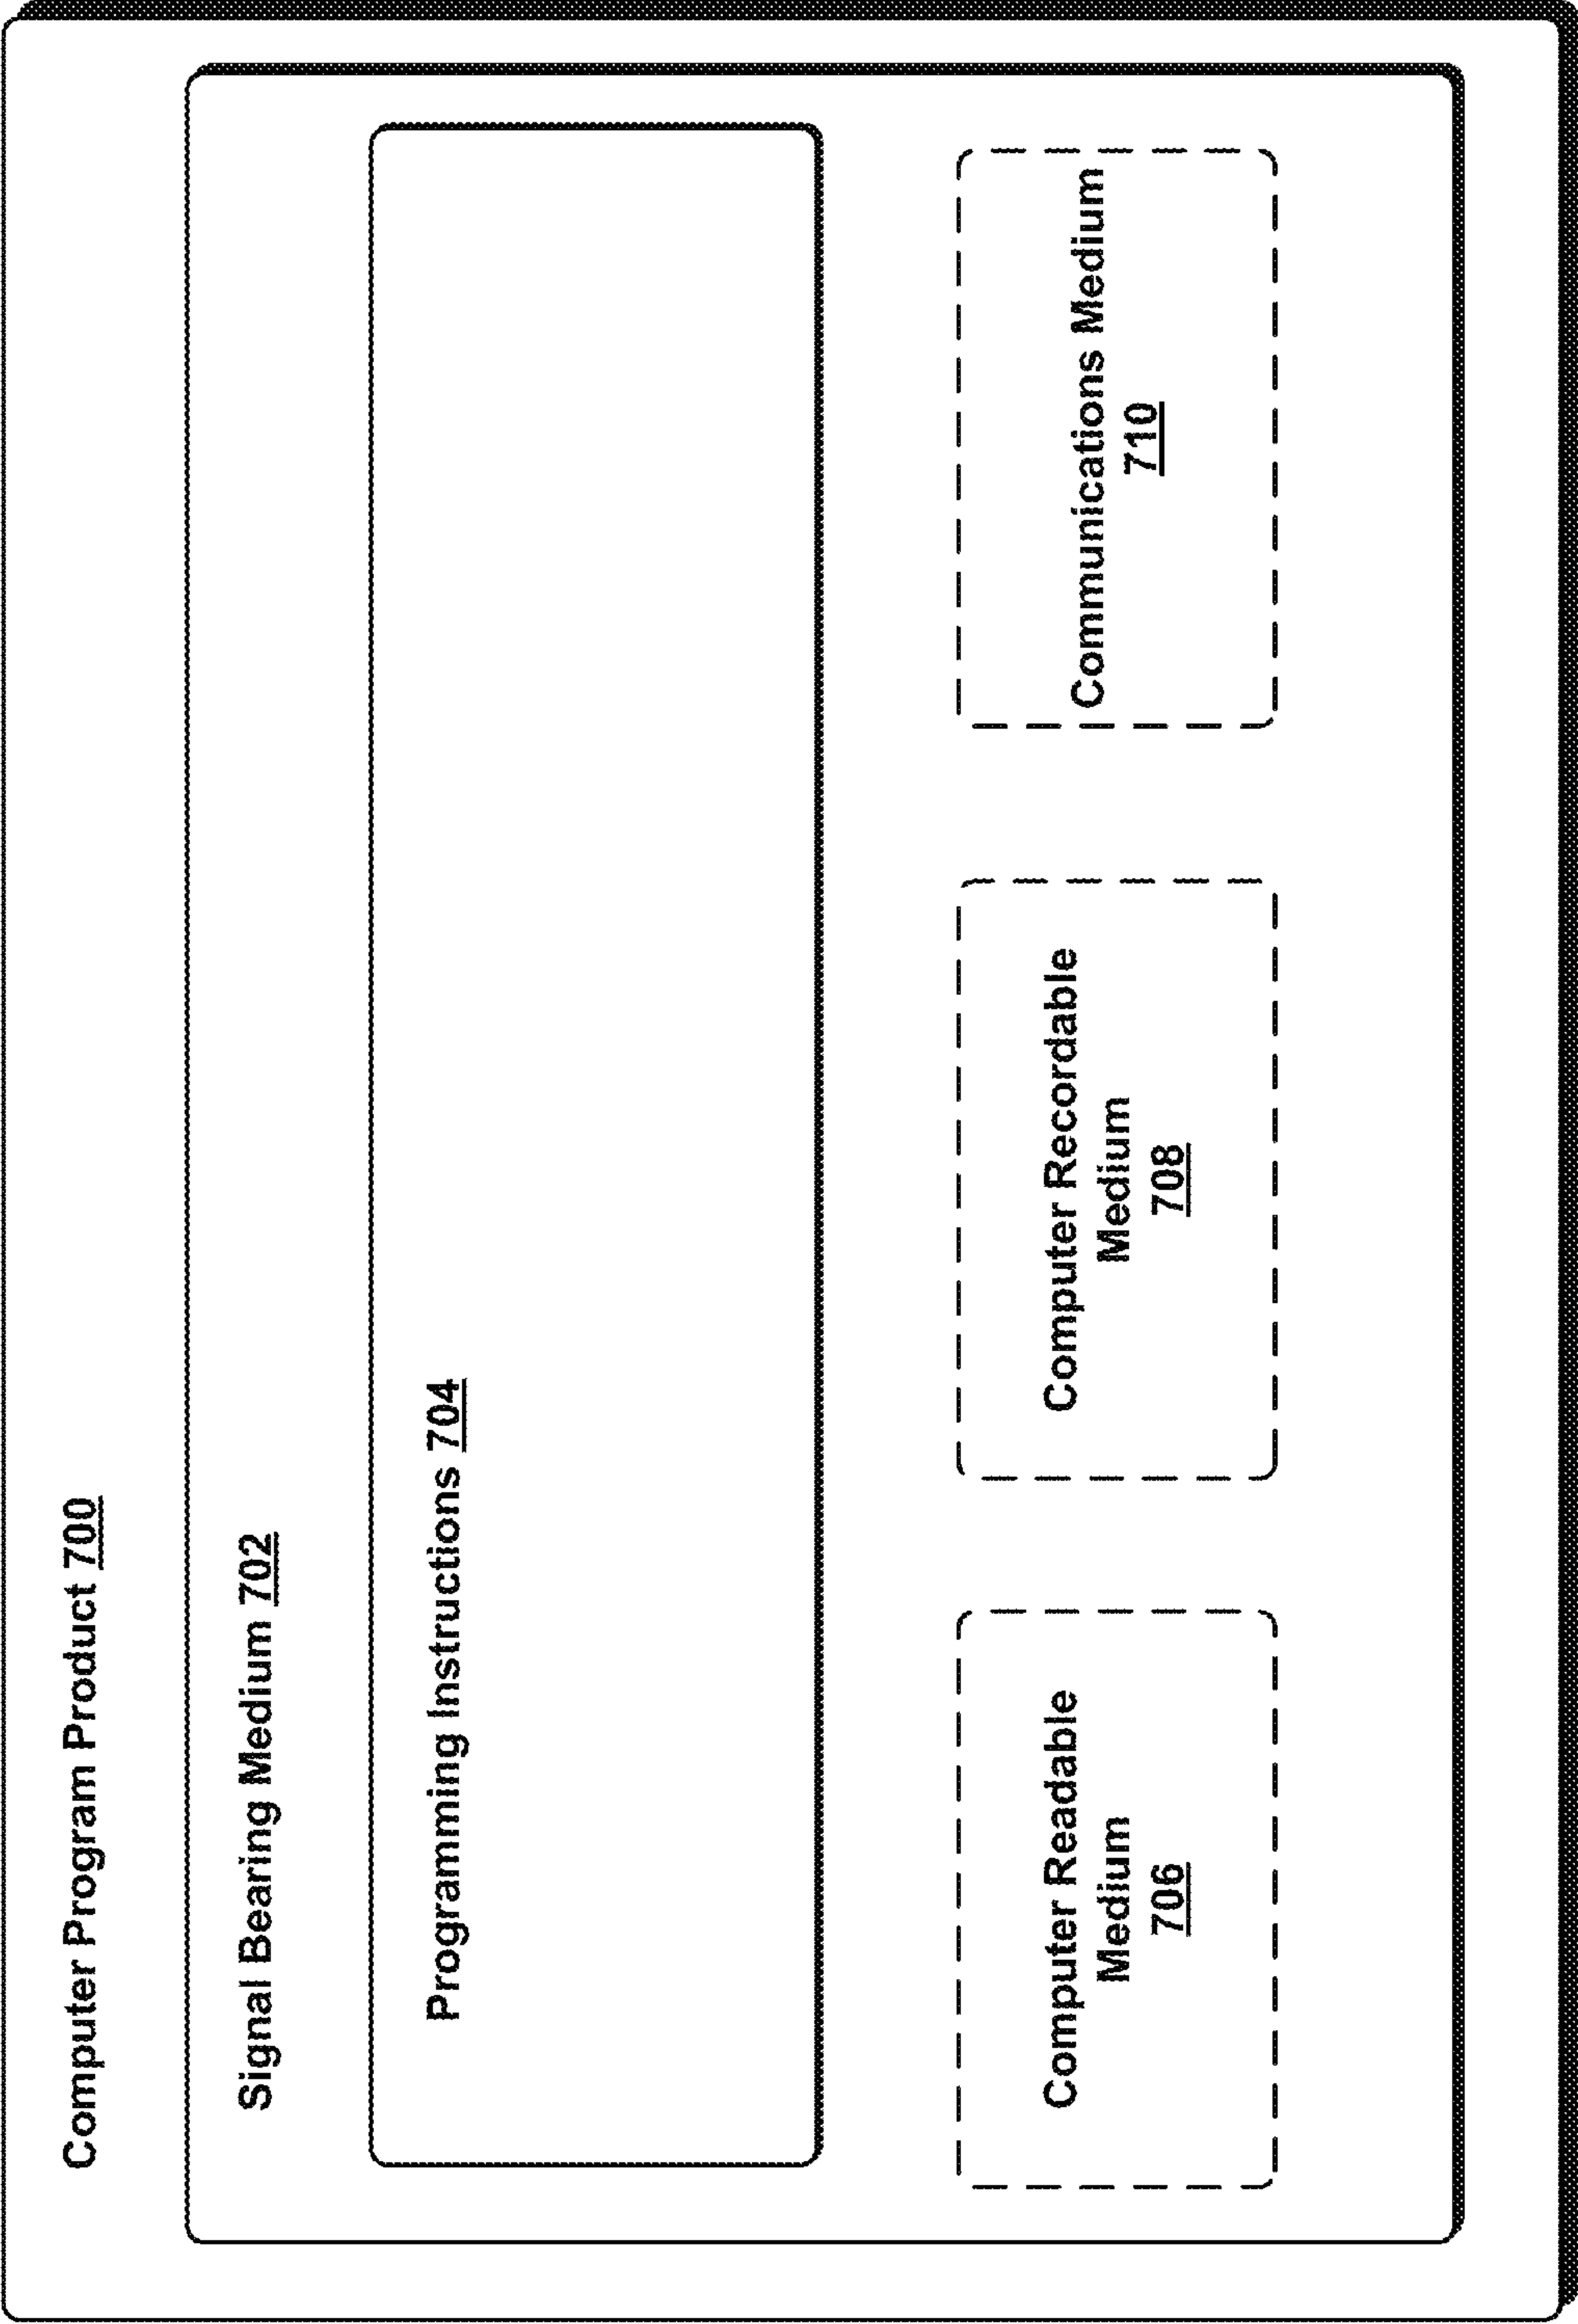 Computer Program Product 700
Signal Bearing Medium 702
Programming Instructions 704
Computer Readable
Medium
706
Computer Recordable
Medium
708
Communications Medium
710